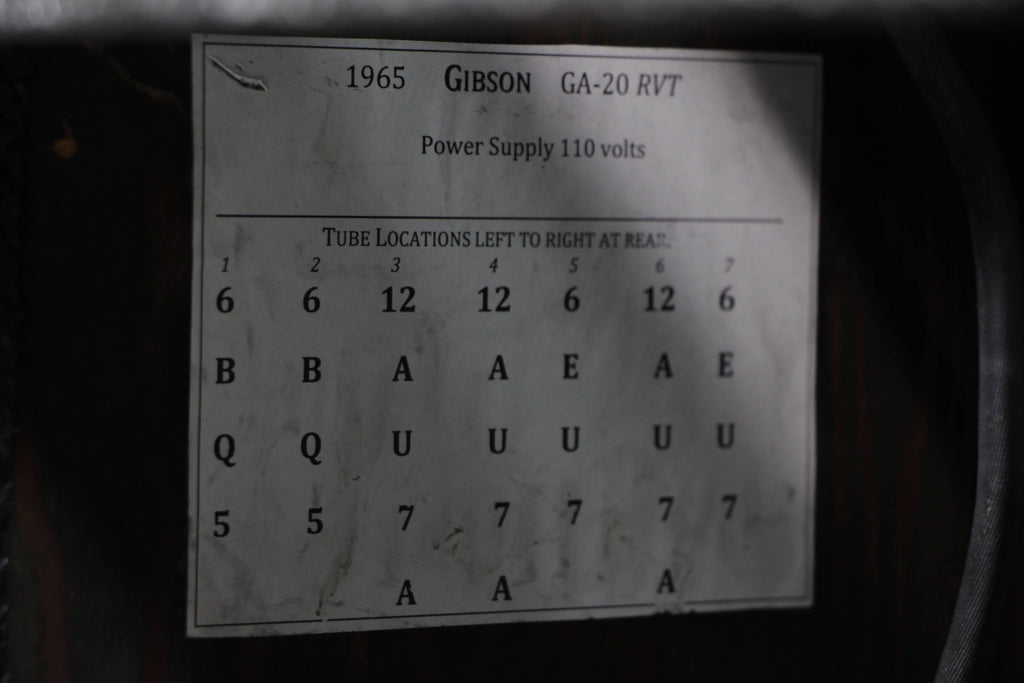 1965 GIBSON GA-20 RVT
Power Supply 110 volts
TUBE LOCATIONS LEFT TO RIGHT AT REAR.
1 2 3 4 5 6 7
6 6 12 12 6 12 6
B B A A E A E
Q Q U U U U U
5 5 7 7 7 7 7
A A A